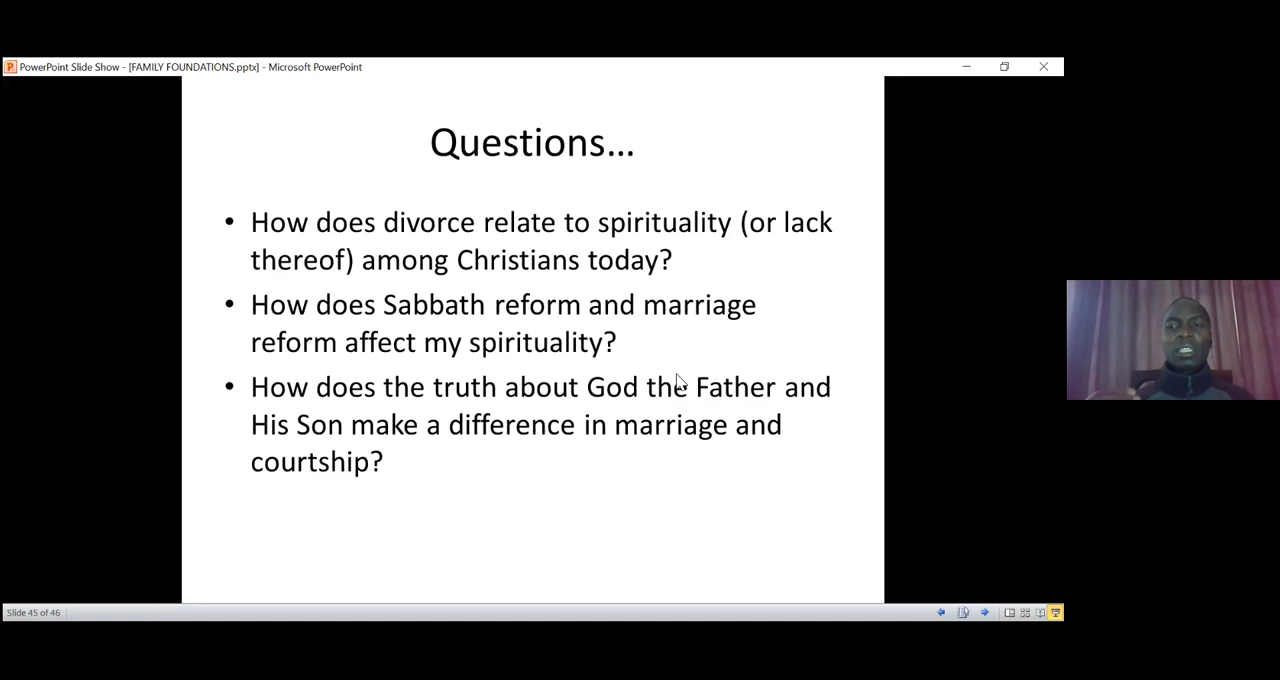 PowerPoint Slide Show - [FAMILY FOUNDATIONS.pptx] - Microsoft PowerPoint
Questions...
• How does divorce relate to spirituality (or lack
thereof) among Christians today?
• How does Sabbath reform and marriage
reform affect my spirituality?
• How does the truth about God the Father and
His Son make a difference in marriage and
courtship?
Slide 45 of 46